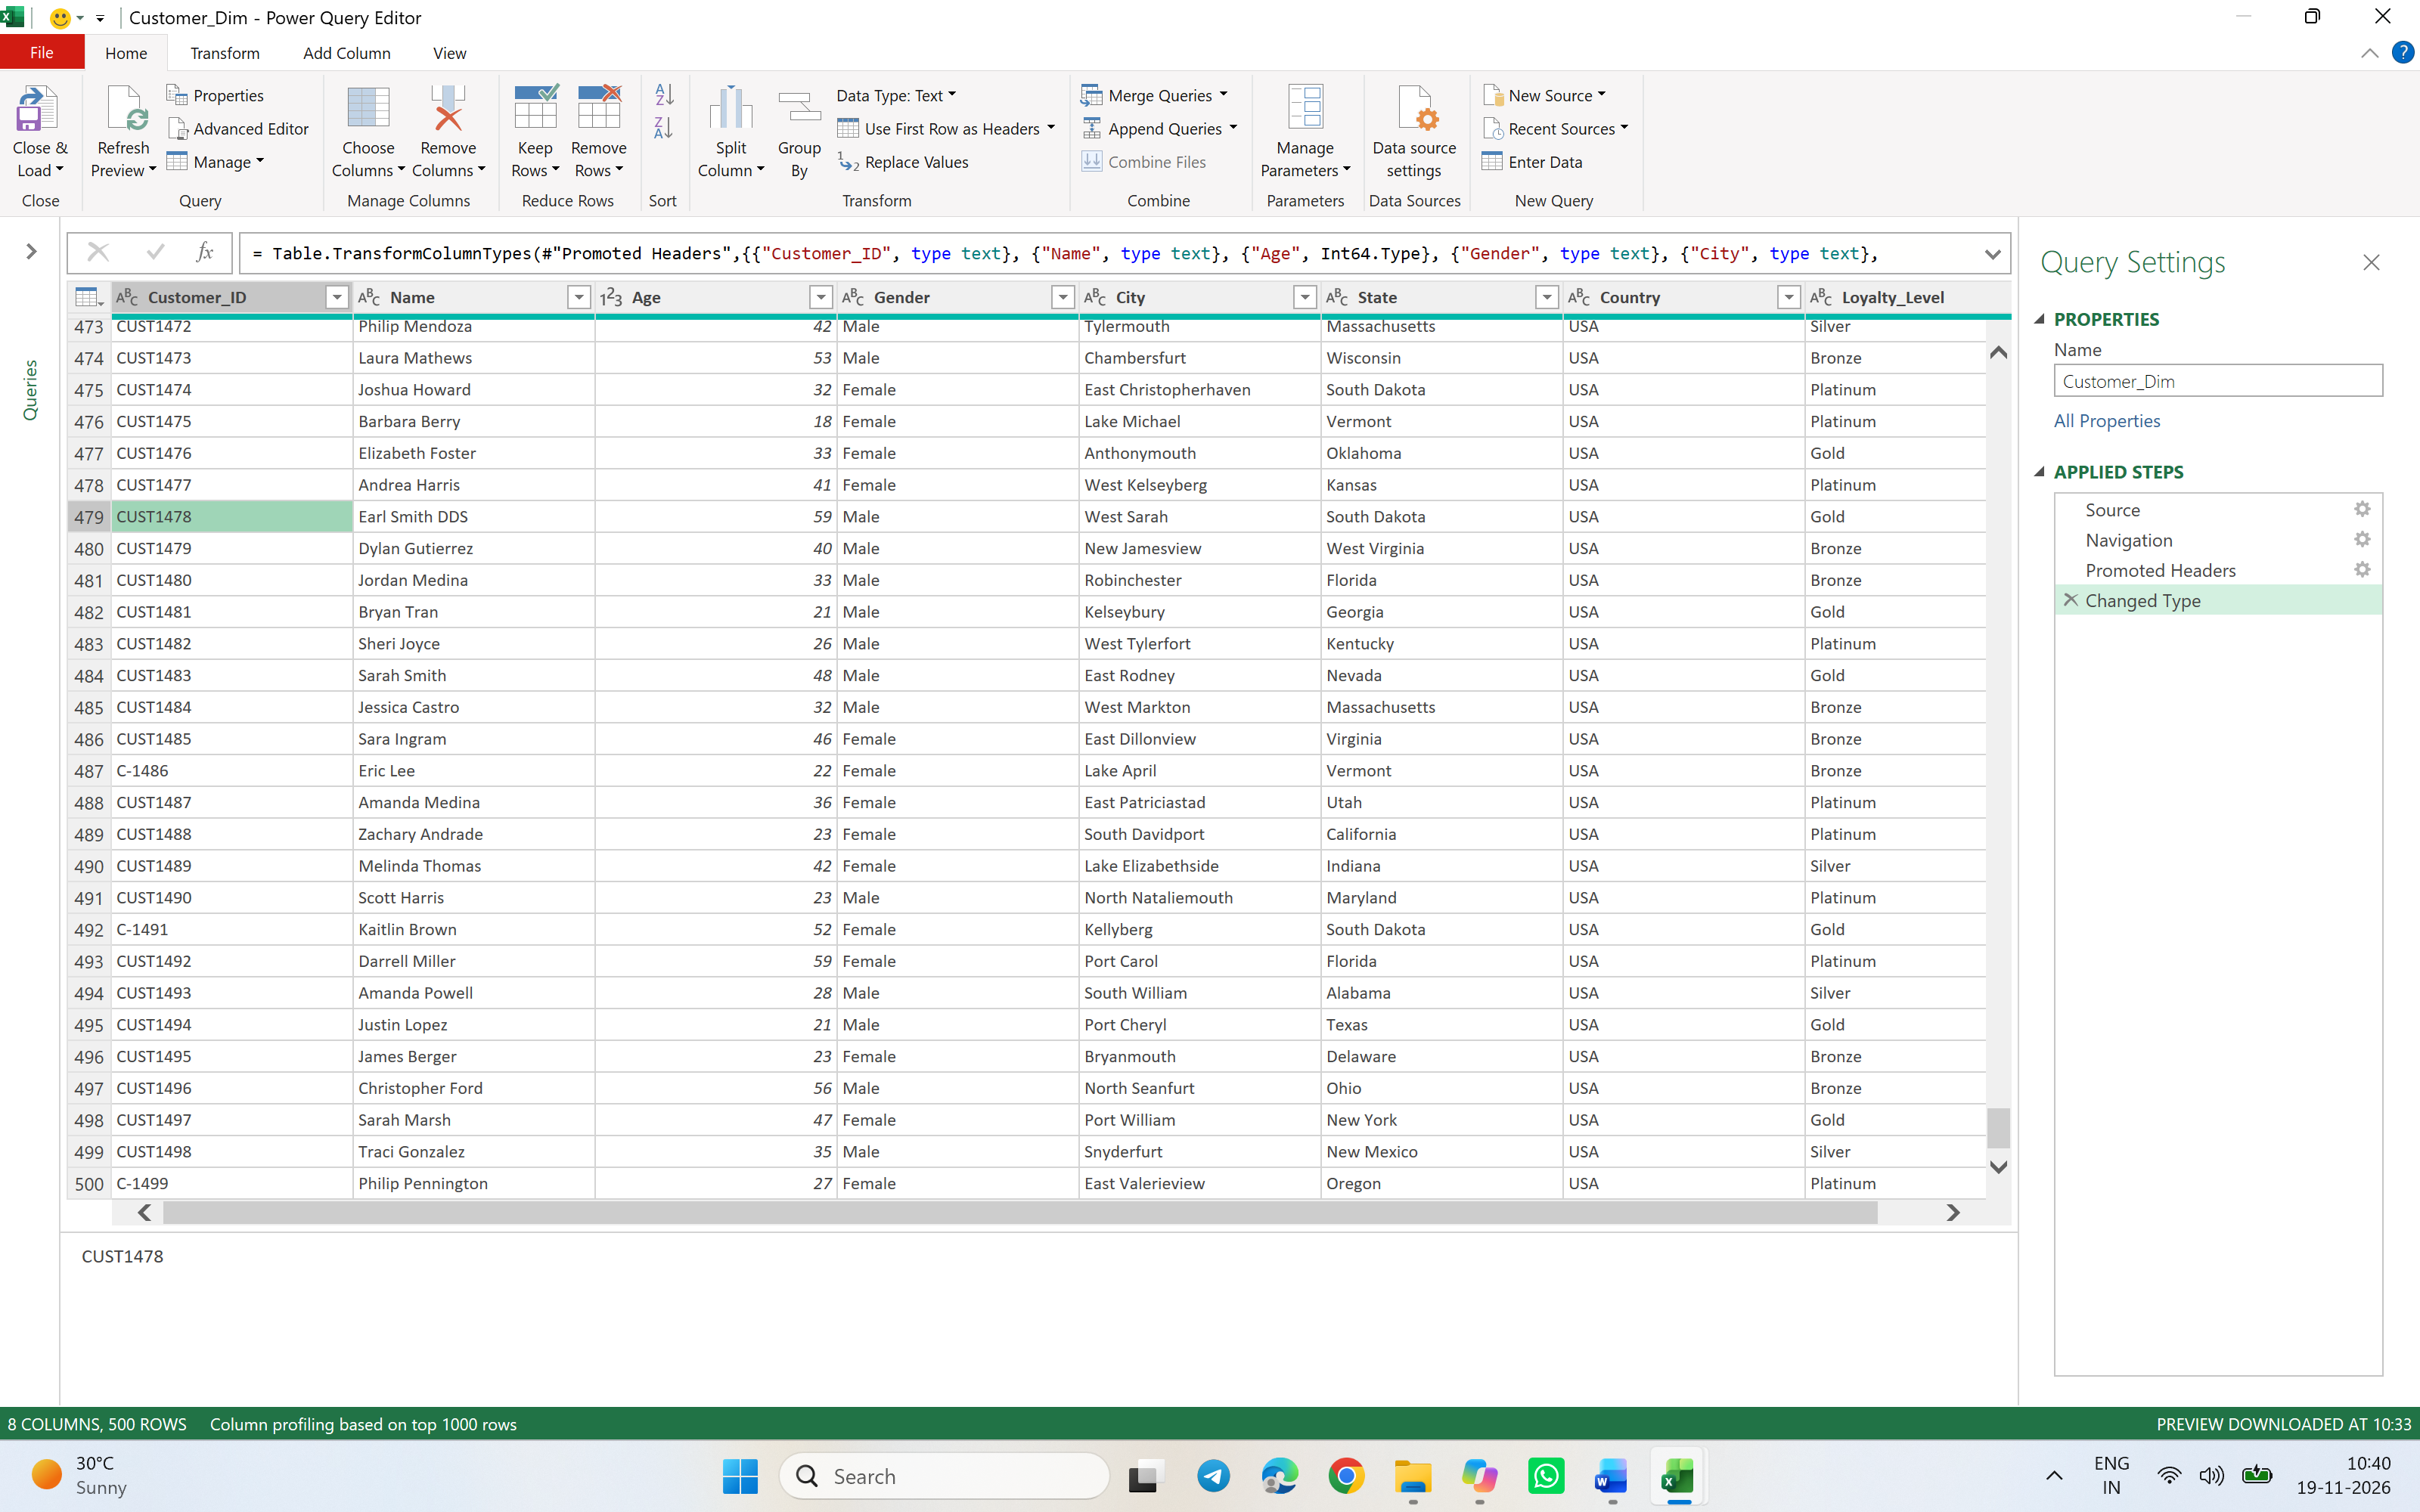 Customer_Dim - Power Query Editor
File Home Transform Add Column View
Close & Load
Close
Refresh Preview
Properties
Advanced Editor
Manage
Query
Choose Columns
Remove Columns
Manage Columns
Keep Rows
Remove Rows
Reduce Rows
Sort
Split Column
Group By
Data Type: Text
Use First Row as Headers
Replace Values
Transform
Merge Queries
Append Queries
Combine Files
Combine
Manage Parameters
Parameters
Data source settings
Data Sources
New Source
Recent Sources
Enter Data
New Query
Queries
fx = Table.TransformColumnTypes(#"Promoted Headers",{{"Customer_ID", type text}, {"Name", type text}, {"Age", Int64.Type}, {"Gender", type text}, {"City", type text},
Customer_ID Name Age Gender City State Country Loyalty_Level
473 CUST1472 Philip Mendoza 42 Male Tylermouth Massachusetts USA Silver
474 CUST1473 Laura Mathews 53 Male Chambersfurt Wisconsin USA Bronze
475 CUST1474 Joshua Howard 32 Female East Christopherhaven South Dakota USA Platinum
476 CUST1475 Barbara Berry 18 Female Lake Michael Vermont USA Platinum
477 CUST1476 Elizabeth Foster 33 Female Anthonymouth Oklahoma USA Gold
478 CUST1477 Andrea Harris 41 Female West Kelseyberg Kansas USA Platinum
479 CUST1478 Earl Smith DDS 59 Male West Sarah South Dakota USA Gold
480 CUST1479 Dylan Gutierrez 40 Male New Jamesview West Virginia USA Bronze
481 CUST1480 Jordan Medina 33 Male Robinchester Florida USA Bronze
482 CUST1481 Bryan Tran 21 Male Kelseybury Georgia USA Gold
483 CUST1482 Sheri Joyce 26 Male West Tylerfort Kentucky USA Platinum
484 CUST1483 Sarah Smith 48 Male East Rodney Nevada USA Gold
485 CUST1484 Jessica Castro 32 Male West Markton Massachusetts USA Bronze
486 CUST1485 Sara Ingram 46 Female East Dillonview Virginia USA Bronze
487 C-1486 Eric Lee 22 Female Lake April Vermont USA Bronze
488 CUST1487 Amanda Medina 36 Female East Patriciastad Utah USA Platinum
489 CUST1488 Zachary Andrade 23 Female South Davidport California USA Platinum
490 CUST1489 Melinda Thomas 42 Female Lake Elizabethside Indiana USA Silver
491 CUST1490 Scott Harris 23 Male North Nataliemouth Maryland USA Platinum
492 C-1491 Kaitlin Brown 52 Female Kellyberg South Dakota USA Gold
493 CUST1492 Darrell Miller 59 Female Port Carol Florida USA Platinum
494 CUST1493 Amanda Powell 28 Male South William Alabama USA Silver
495 CUST1494 Justin Lopez 21 Male Port Cheryl Texas USA Gold
496 CUST1495 James Berger 23 Female Bryanmouth Delaware USA Bronze
497 CUST1496 Christopher Ford 56 Male North Seanfurt Ohio USA Bronze
498 CUST1497 Sarah Marsh 47 Female Port William New York USA Gold
499 CUST1498 Traci Gonzalez 35 Male Snyderfurt New Mexico USA Silver
500 C-1499 Philip Pennington 27 Female East Valerieview Oregon USA Platinum
CUST1478
Query Settings
PROPERTIES
Name
Customer_Dim
All Properties
APPLIED STEPS
Source
Navigation
Promoted Headers
Changed Type
8 COLUMNS, 500 ROWS Column profiling based on top 1000 rows PREVIEW DOWNLOADED AT 10:33
30°C
Sunny
Search
ENG
IN
10:40
19-11-2026